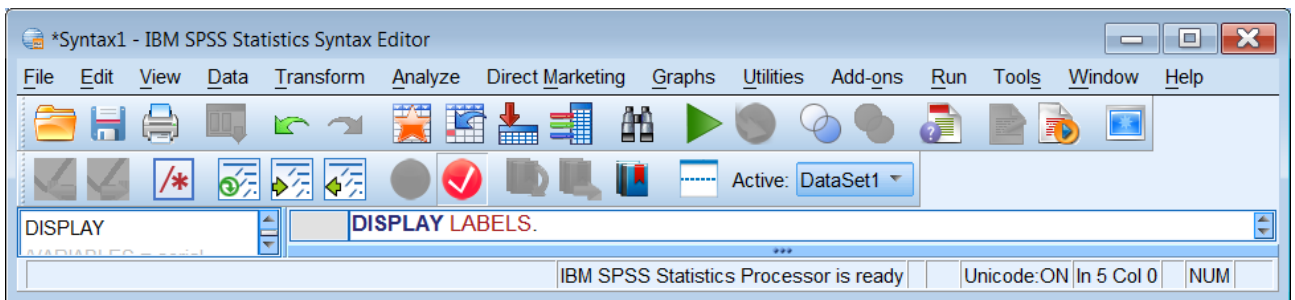 *Syntax1 - IBM SPSS Statistics Syntax Editor
File Edit View Data Transform Analyze Direct Marketing Graphs Utilities Add-ons Run Tools Window Help
/*
Active: DataSet1
DISPLAY
DISPLAY LABELS.
IBM SPSS Statistics Processor is ready Unicode:ON In 5 Col 0 NUM